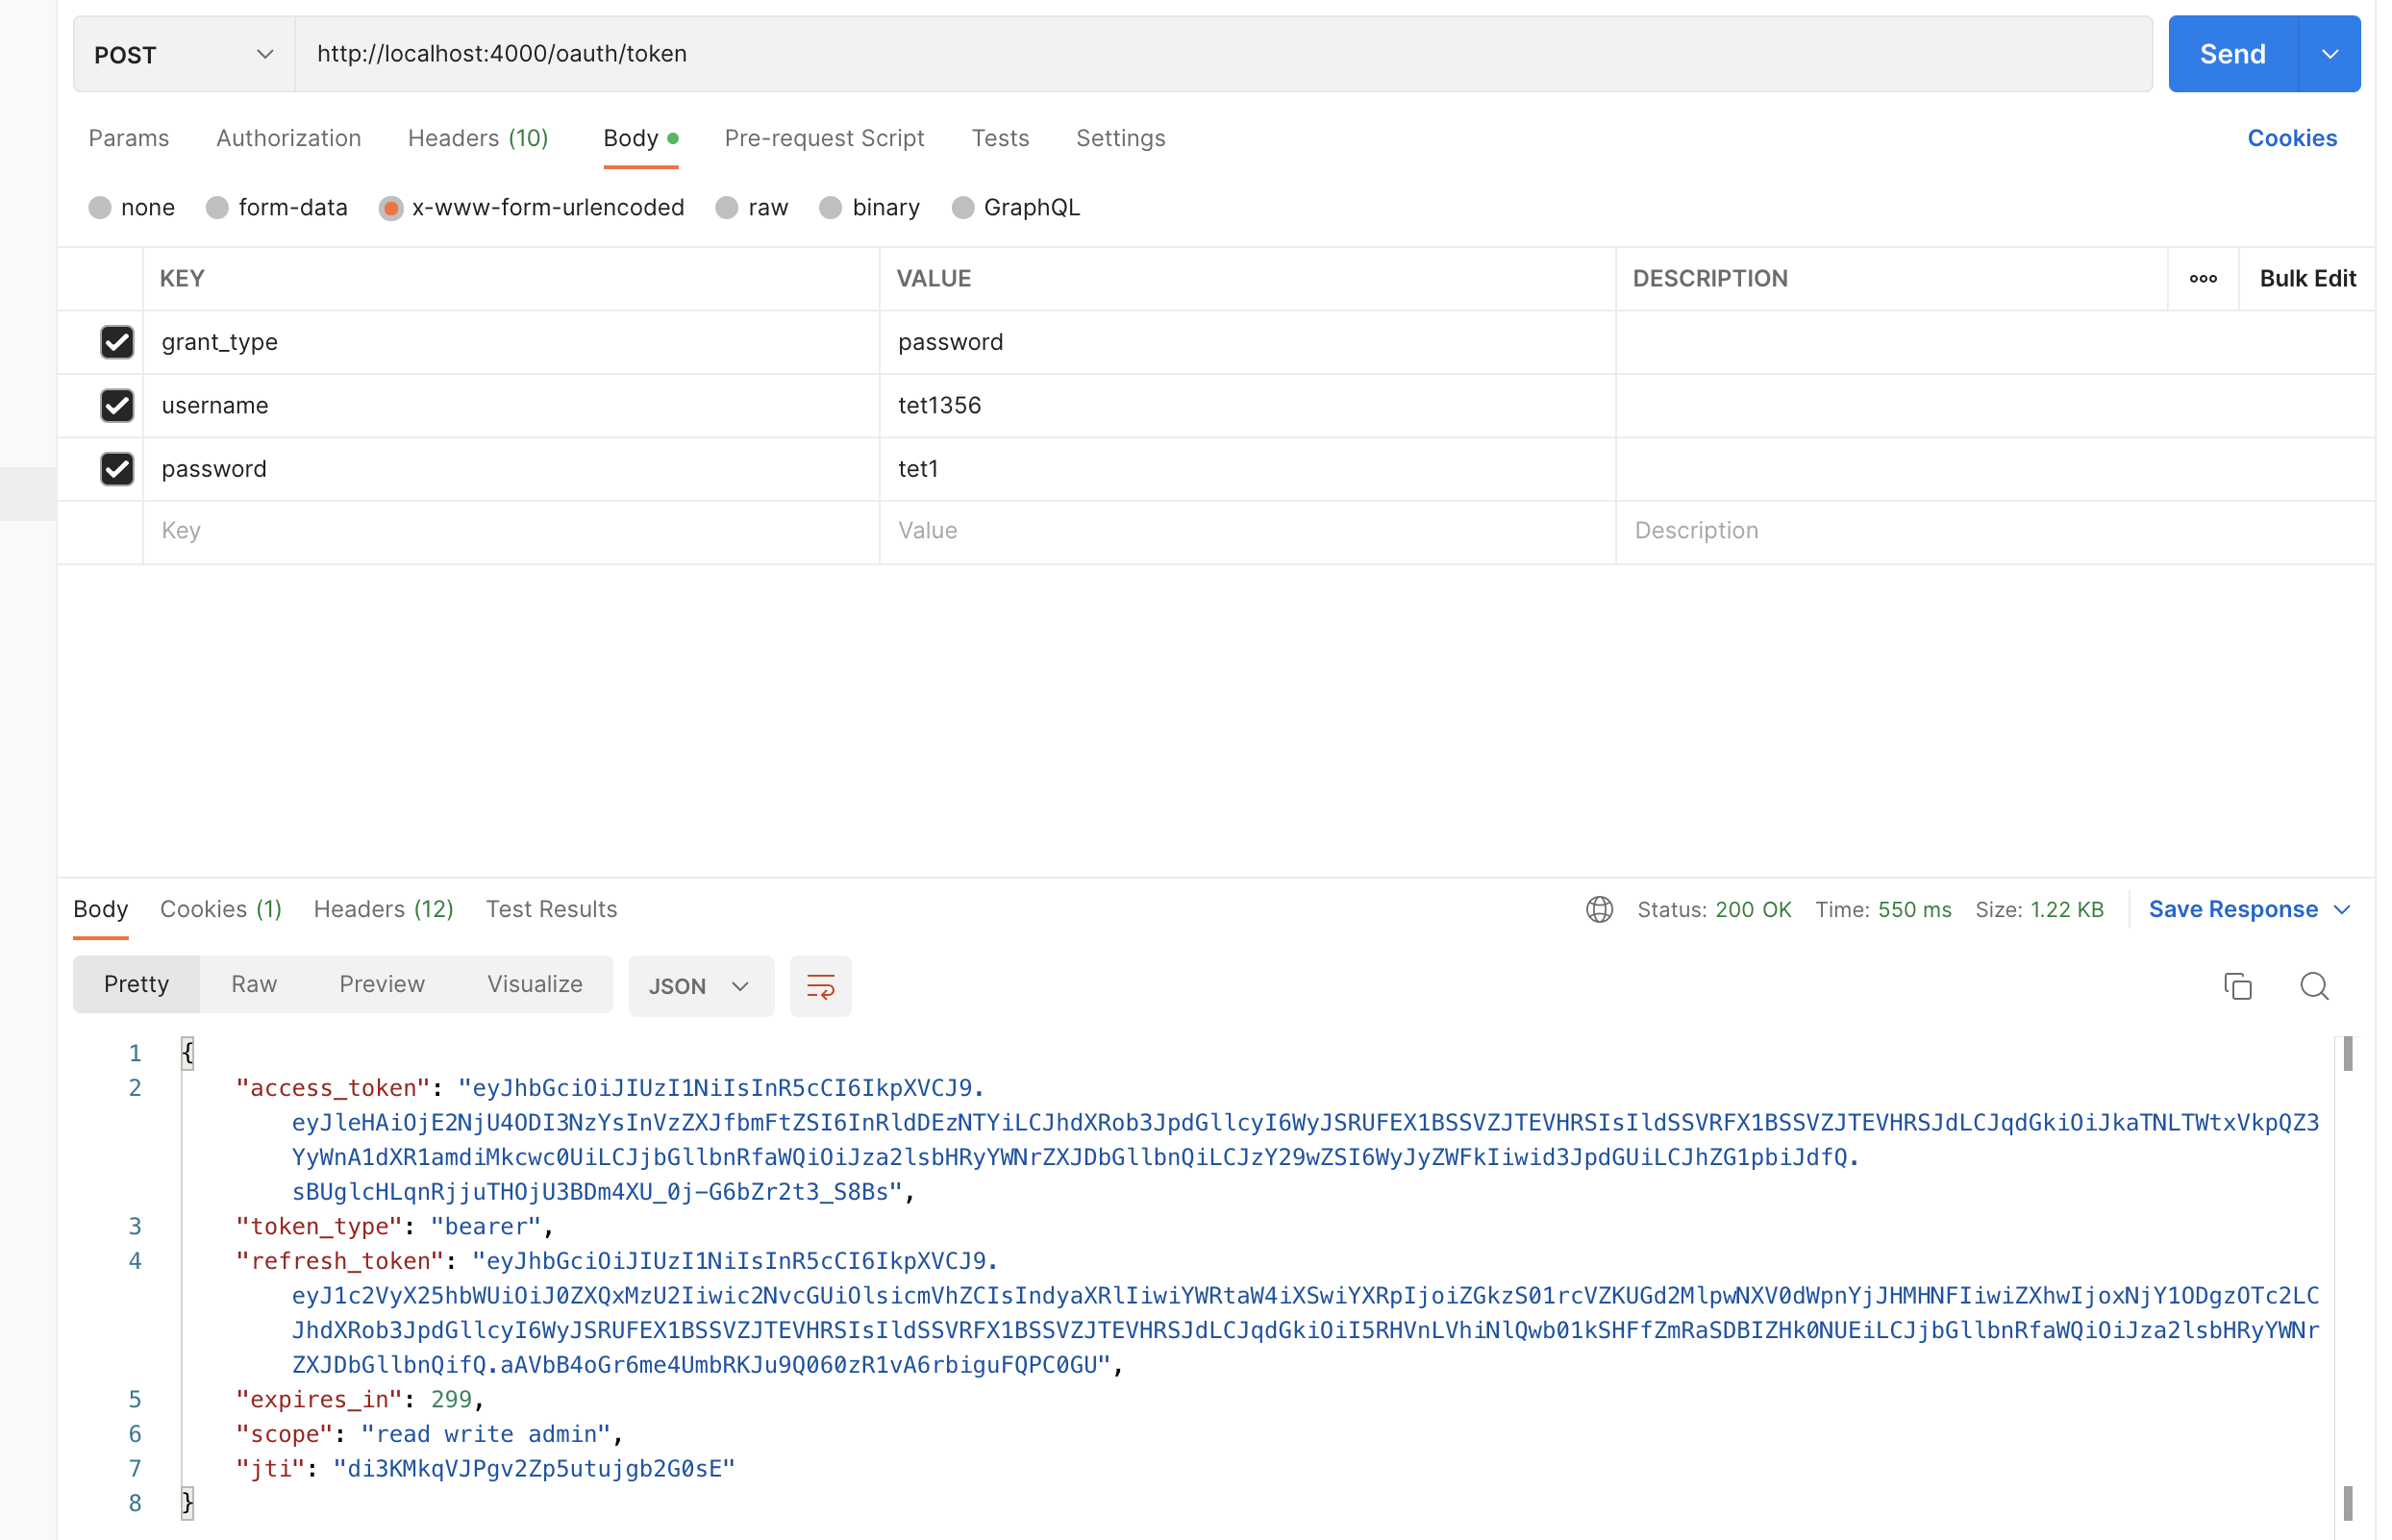 POST http://localhost:4000/oauth/token Send
Params Authorization Headers (10) Body Pre-request Script Tests Settings Cookies
none form-data x-www-form-urlencoded raw binary GraphQL
KEY VALUE DESCRIPTION ooo Bulk Edit
grant_type password
username tet1356
password tet1
Key Value Description
Body Cookies (1) Headers (12) Test Results Status: 200 OK Time: 550 ms Size: 1.22 KB Save Response
Pretty Raw Preview Visualize JSON
1 {
2 "access_token": "eyJhbGciOiJIUzI1NiIsInR5cCI6IkpXVCJ9.
eyJleHAiOjE2NjU4ODI3NzYsInVzZXJfbmFtZSI6InRldDEzNTYiLCJhdXRob3JpdGllcyI6WyJSRUFEX1BSSVZJTEVHRSIsIldSSVRFX1BSSVZJTEVHRSJdLCJqdGkiOiJkaTNLTWtxVkpQZ3
YyWnA1dXR1amdiMkcwc0UiLCJjbGllbnRfaWQiOiJza2lsbHRyYWNrZXJDbGllbnQiLCJzY29wZSI6WyJyZWFkIiwid3JpdGUiLCJhZG1pbiJdfQ.
sBUglcHLqnRjjuTHOjU3BDm4XU_0j-G6bZr2t3_S8Bs",
3 "token_type": "bearer",
4 "refresh_token": "eyJhbGciOiJIUzI1NiIsInR5cCI6IkpXVCJ9.
eyJ1c2VyX25hbWUiOiJ0ZXQxMzU2Iiwic2NvcGUiOlsicmVhZCIsIndyaXRlIiwiYWRtaW4iXSwiYXRpIjoiZGkzS01rcVZKUGd2MlpwNXV0dWpnYjJHMHNFIiwiZXhwIjoxNjY1ODgzOTc2LC
JhdXRob3JpdGllcyI6WyJSRUFEX1BSSVZJTEVHRSIsIldSSVRFX1BSSVZJTEVHRSJdLCJqdGkiOiI5RHVnLVhiNlQwb01kSHFfZmRaSDBIZHk0NUEiLCJjbGllbnRfaWQiOiJza2lsbHRyYWNr
ZXJDbGllbnQifQ.aAVbB4oGr6me4UmbRKJu9Q060zR1vA6rbiguFQPC0GU",
5 "expires_in": 299,
6 "scope": "read write admin",
7 "jti": "di3KMkqVJPgv2Zp5utujgb2G0sE"
8 }